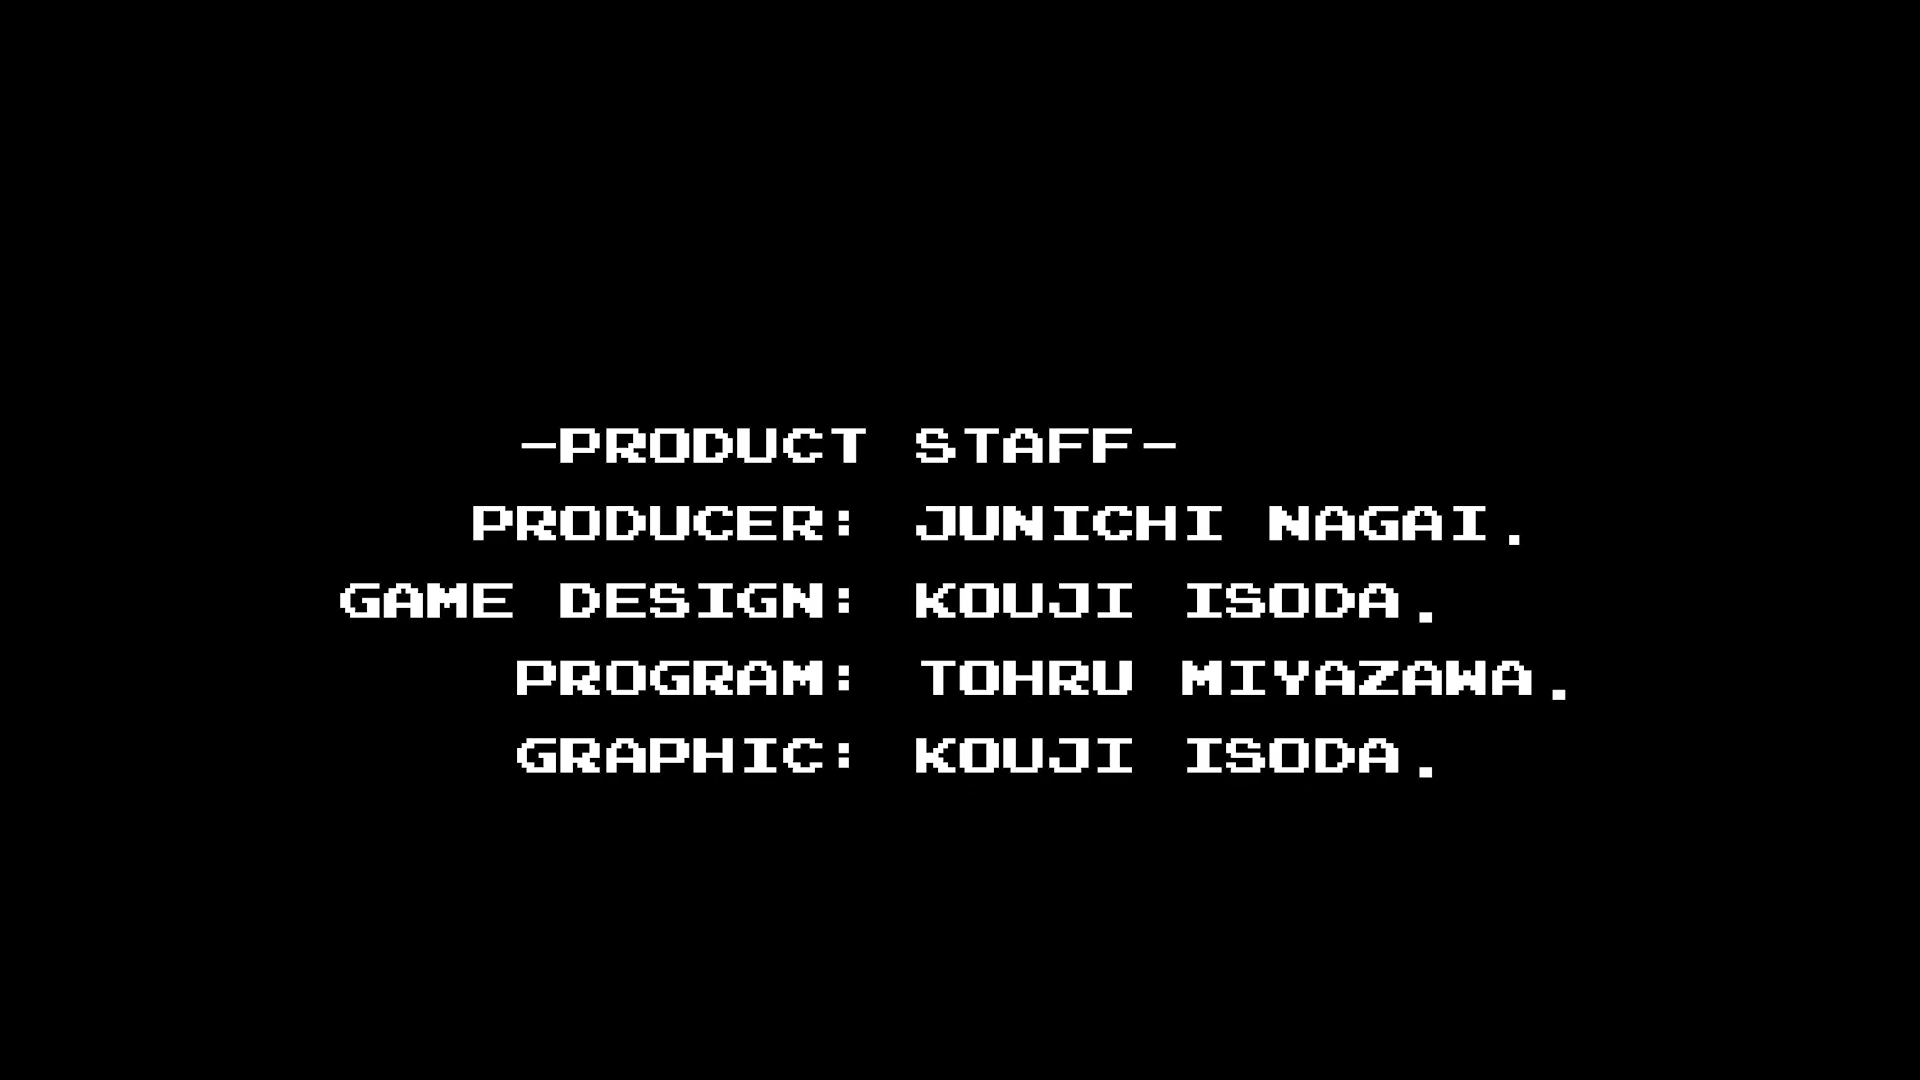 -PRODUCT STAFF-
PRODUCER: JUNICHI NAGAI.
GAME DESIGN: KOUJI ISODA.
PROGRAM: TOHRU MIYAZAWA.
GRAPHIC: KOUJI ISODA.